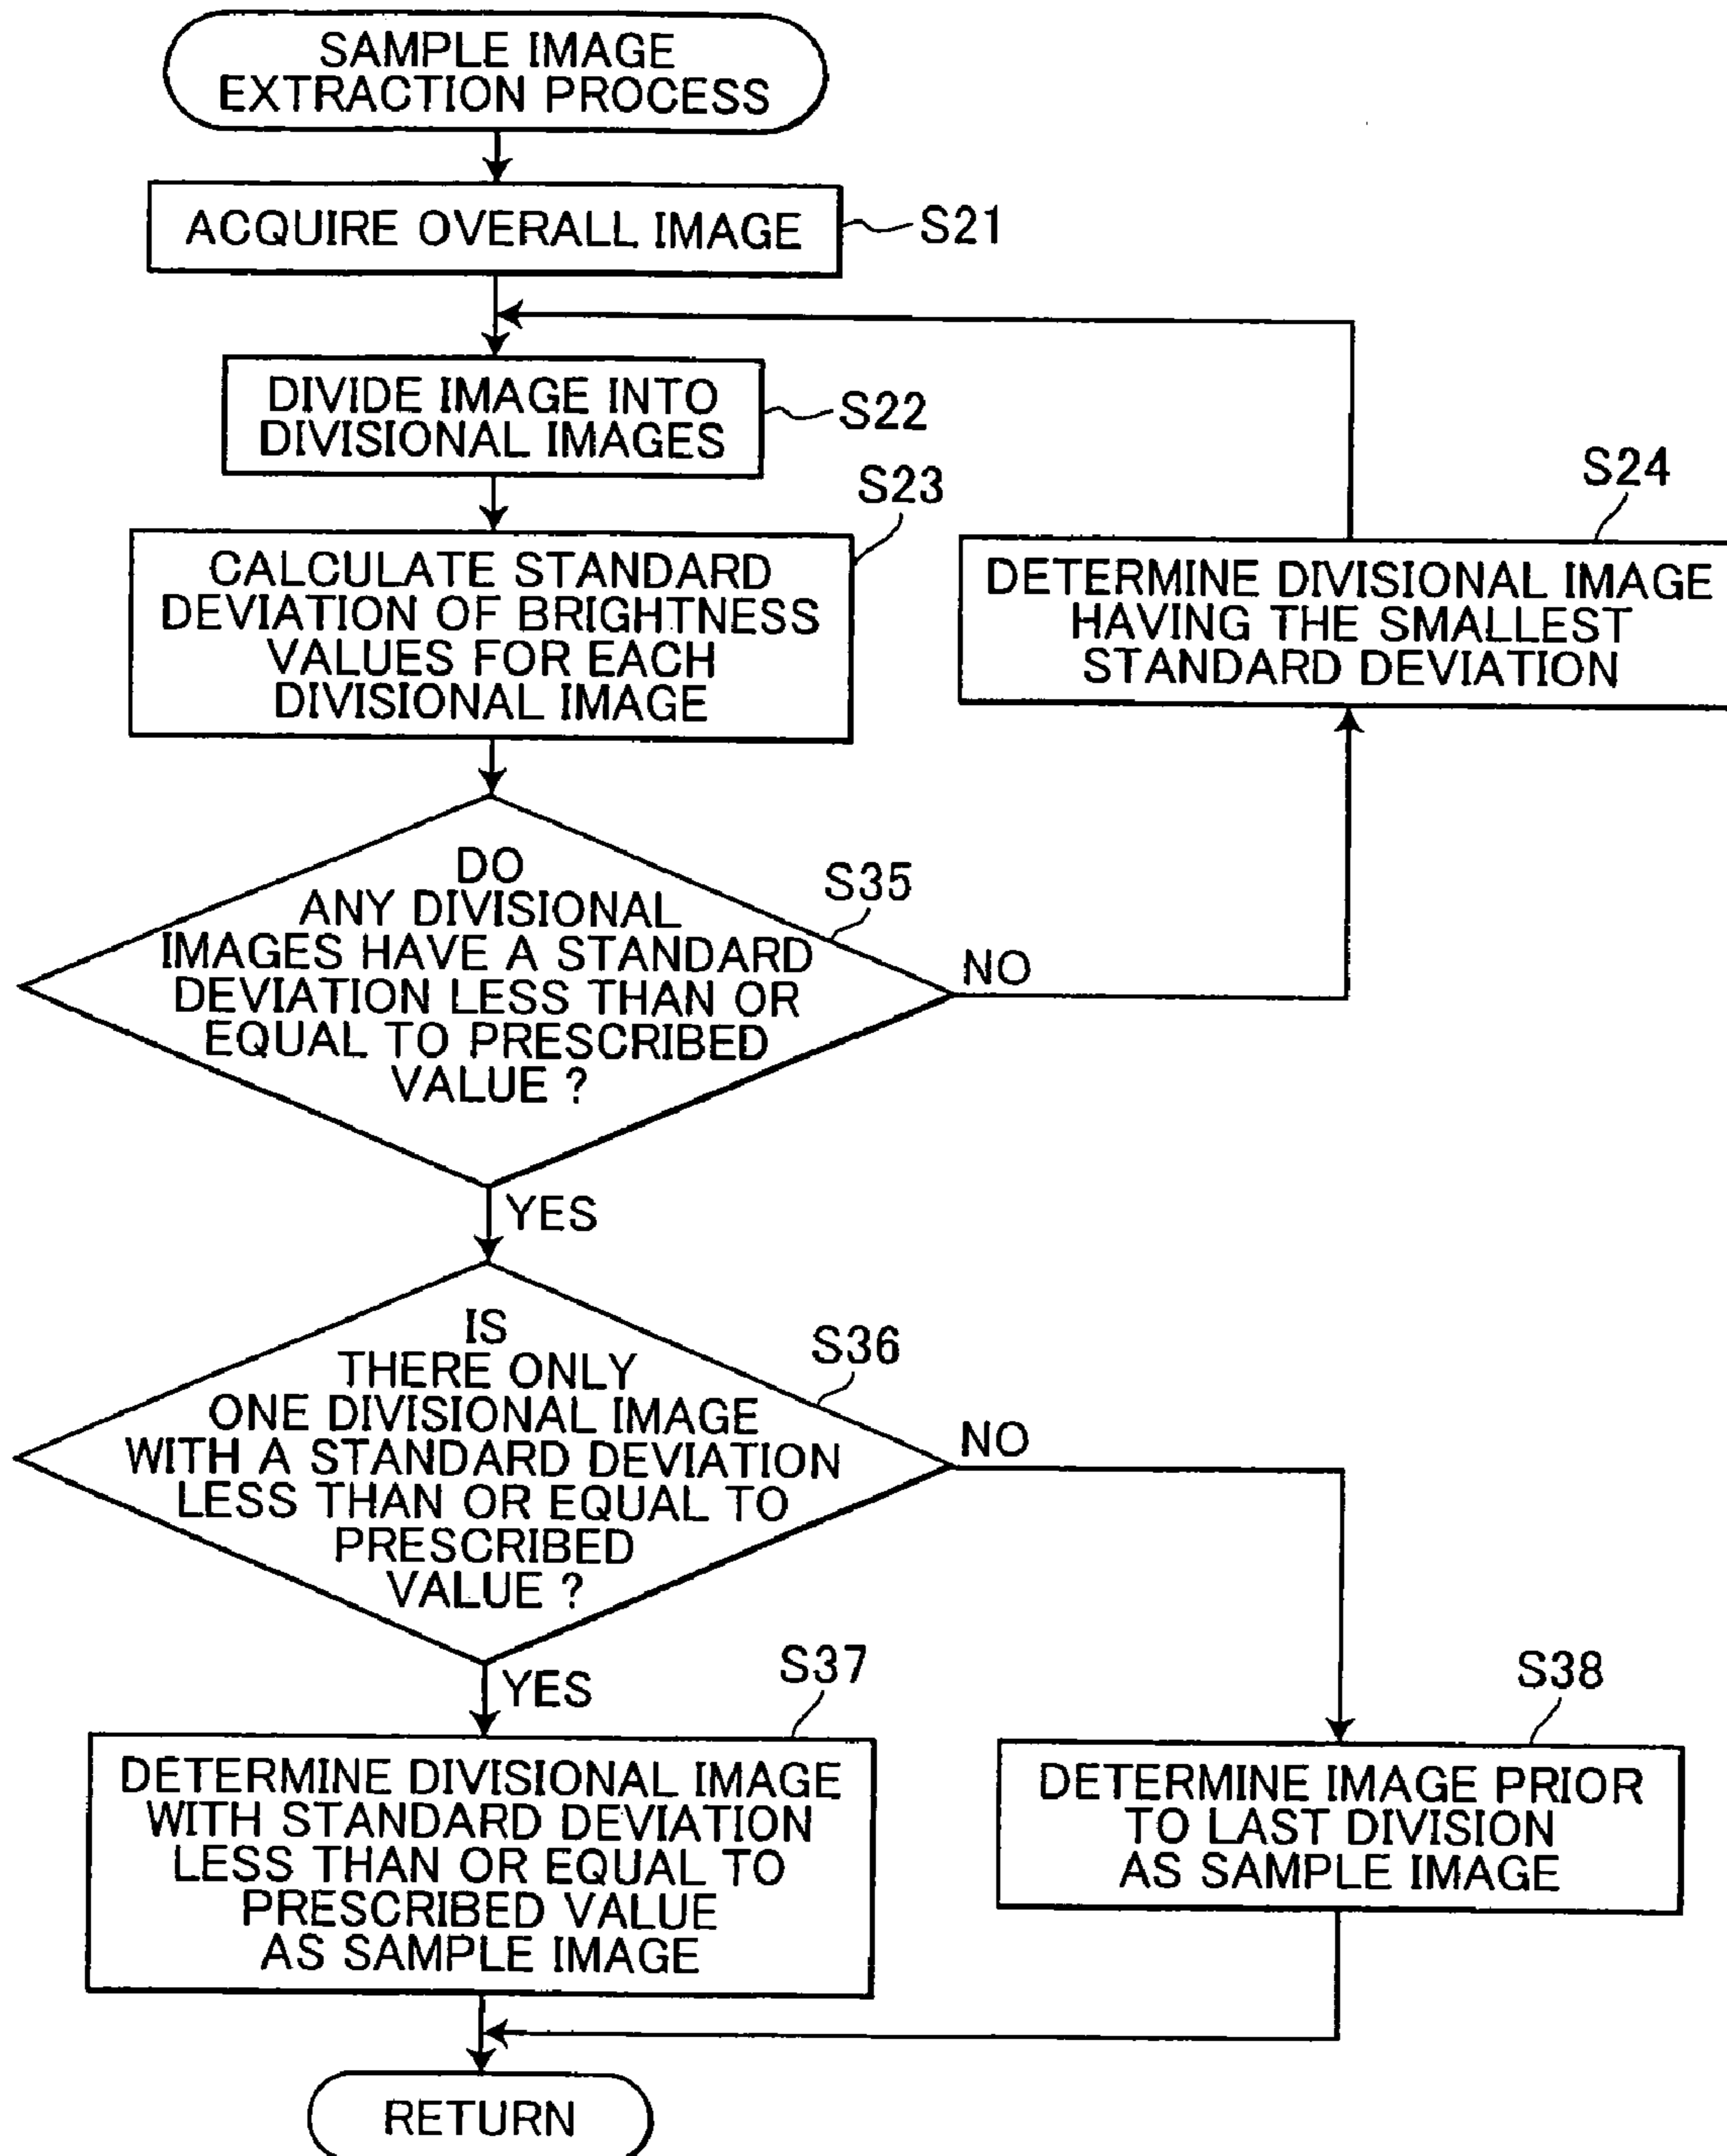 SAMPLE IMAGE
EXTRACTION PROCESS
ACQUIRE OVERALL IMAGE
S21
DIVIDE IMAGE INTO
DIVISIONAL IMAGES
S22
S23
CALCULATE STANDARD
DEVIATION OF BRIGHTNESS
VALUES FOR EACH
DIVISIONAL IMAGE
S24
DETERMINE DIVISIONAL IMAGE
HAVING THE SMALLEST
STANDARD DEVIATION
DO
ANY DIVISIONAL
IMAGES HAVE A STANDARD
DEVIATION LESS THAN OR
EQUAL TO PRESCRIBED
VALUE ?
S35
NO
YES
IS
THERE ONLY
ONE DIVISIONAL IMAGE
WITH A STANDARD DEVIATION
LESS THAN OR EQUAL TO
PRESCRIBED
VALUE ?
S36
NO
YES
S37
DETERMINE DIVISIONAL IMAGE
WITH STANDARD DEVIATION
LESS THAN OR EQUAL TO
PRESCRIBED VALUE
AS SAMPLE IMAGE
S38
DETERMINE IMAGE PRIOR
TO LAST DIVISION
AS SAMPLE IMAGE
RETURN